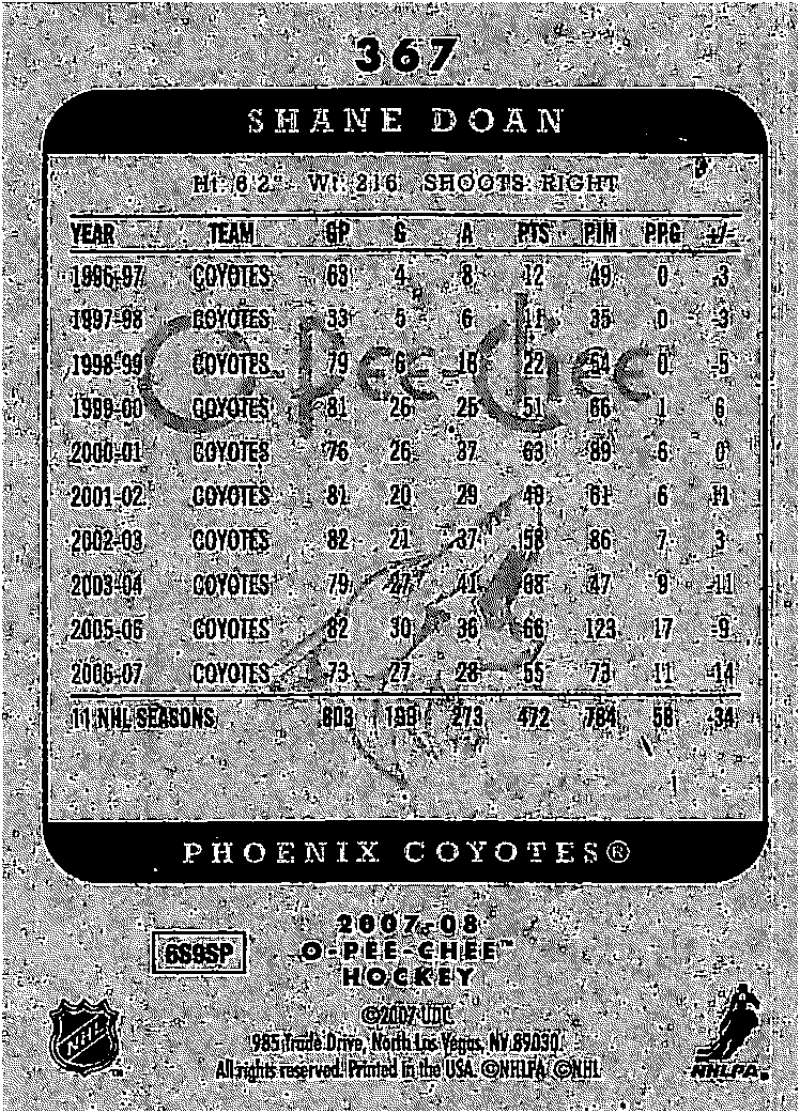 367
SHANE DOAN
Ht: 6'2" Wt: 216 SHOOTS: RIGHT
YEAR TEAM GP G A PTS PIM PPG +/-
1996-97 COYOTES 63 4 8 12 49 0 -3
1997-98 COYOTES 33 5 6 11 35 0 -3
1998-99 COYOTES 79 6 16 22 54 0 -5
1999-00 COYOTES 81 26 25 51 66 1 6
2000-01 COYOTES 76 26 37 63 89 6 0
2001-02 COYOTES 81 20 29 49 61 6 11
2002-03 COYOTES 82 21 37 58 86 7 3
2003-04 COYOTES 79 27 41 68 47 9 -11
2005-06 COYOTES 82 30 36 66 123 17 -9
2006-07 COYOTES 73 27 28 55 73 11 -14
11 NHL SEASONS 803 199 273 472 784 58 -34
O-Pee-Chee
PHOENIX COYOTES®
2007-08
O-PEE-CHEE™
HOCKEY
6S9SP
©2007 UDC
985 Trade Drive, North Las Vegas, NV 89030.
All rights reserved. Printed in the USA. ©NHLPA ©NHL
NHL™
NHLPA